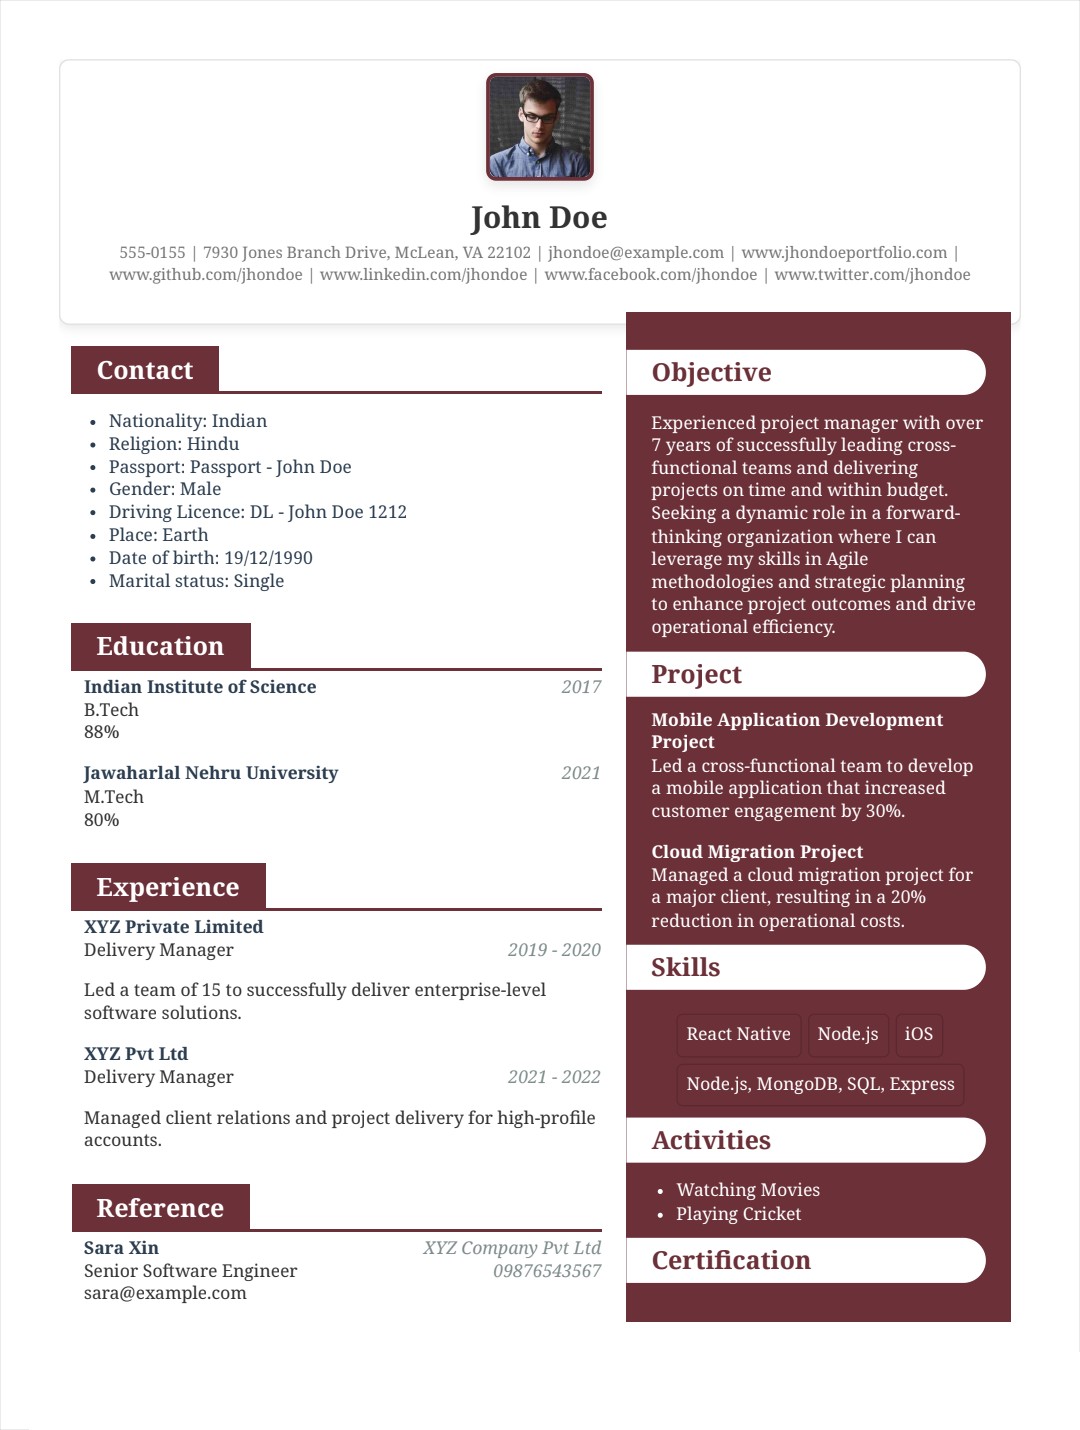 John Doe
555-0155 | 7930 Jones Branch Drive, McLean, VA 22102 | jhondoe@example.com | www.jhondoeportfolio.com |
www.github.com/jhondoe | www.linkedin.com/jhondoe | www.facebook.com/jhondoe | www.twitter.com/jhondoe
Contact
• Nationality: Indian
• Religion: Hindu
• Passport: Passport - John Doe
• Gender: Male
• Driving Licence: DL - John Doe 1212
• Place: Earth
• Date of birth: 19/12/1990
• Marital status: Single
Education
Indian Institute of Science 2017
B.Tech
88%
Jawaharlal Nehru University 2021
M.Tech
80%
Experience
XYZ Private Limited
Delivery Manager 2019 - 2020
Led a team of 15 to successfully deliver enterprise-level
software solutions.
XYZ Pvt Ltd
Delivery Manager 2021 - 2022
Managed client relations and project delivery for high-profile
accounts.
Reference
Sara Xin XYZ Company Pvt Ltd
Senior Software Engineer 09876543567
sara@example.com
Objective
Experienced project manager with over
7 years of successfully leading cross-
functional teams and delivering
projects on time and within budget.
Seeking a dynamic role in a forward-
thinking organization where I can
leverage my skills in Agile
methodologies and strategic planning
to enhance project outcomes and drive
operational efficiency.
Project
Mobile Application Development
Project
Led a cross-functional team to develop
a mobile application that increased
customer engagement by 30%.
Cloud Migration Project
Managed a cloud migration project for
a major client, resulting in a 20%
reduction in operational costs.
Skills
React Native Node.js iOS
Node.js, MongoDB, SQL, Express
Activities
• Watching Movies
• Playing Cricket
Certification